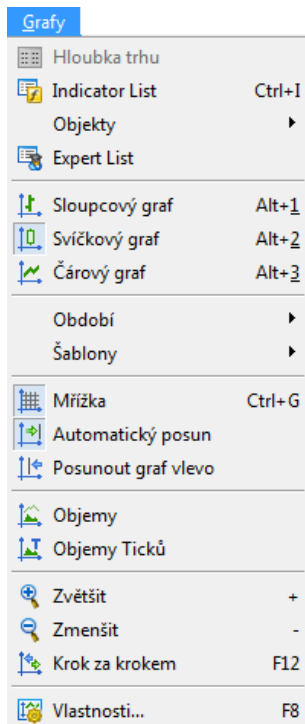 Grafy
Hloubka trhu
Indicator List Ctrl+I
Objekty
Expert List
Sloupcový graf Alt+1
Svíčkový graf Alt+2
Čárový graf Alt+3
Období
Šablony
Mřížka Ctrl+G
Automatický posun
Posunout graf vlevo
Objemy
Objemy Ticků
Zvětšit +
Zmenšit -
Krok za krokem F12
Vlastnosti... F8